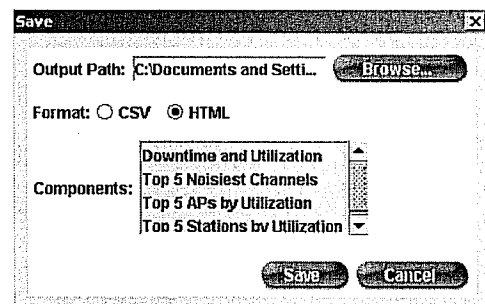 Save
Output Path: C:\Documents and Setti... Browse...
Format: CSV HTML
Components:
Downtime and Utilization
Top 5 Noisiest Channels
Top 5 APs by Utilization
Top 5 Stations by Utilization
Save Cancel